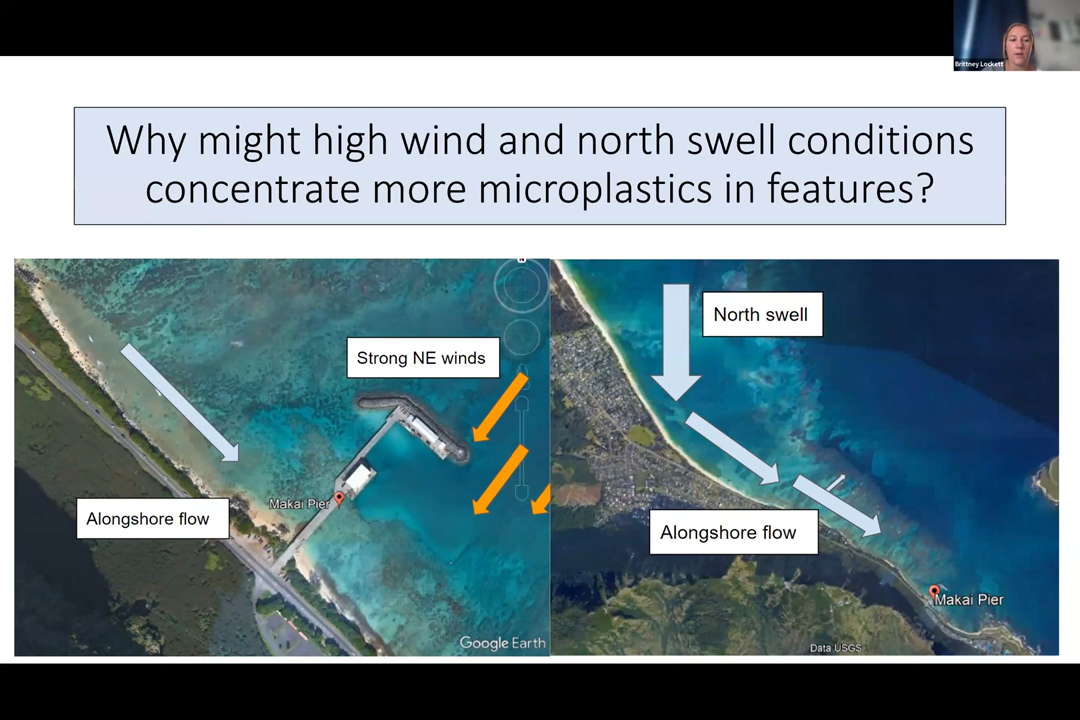 Brittney Lockett
Why might high wind and north swell conditions
concentrate more microplastics in features?
N
Strong NE winds
Makai Pier
Alongshore flow
Google Earth
North swell
Alongshore flow
Makai Pier
Data USGS